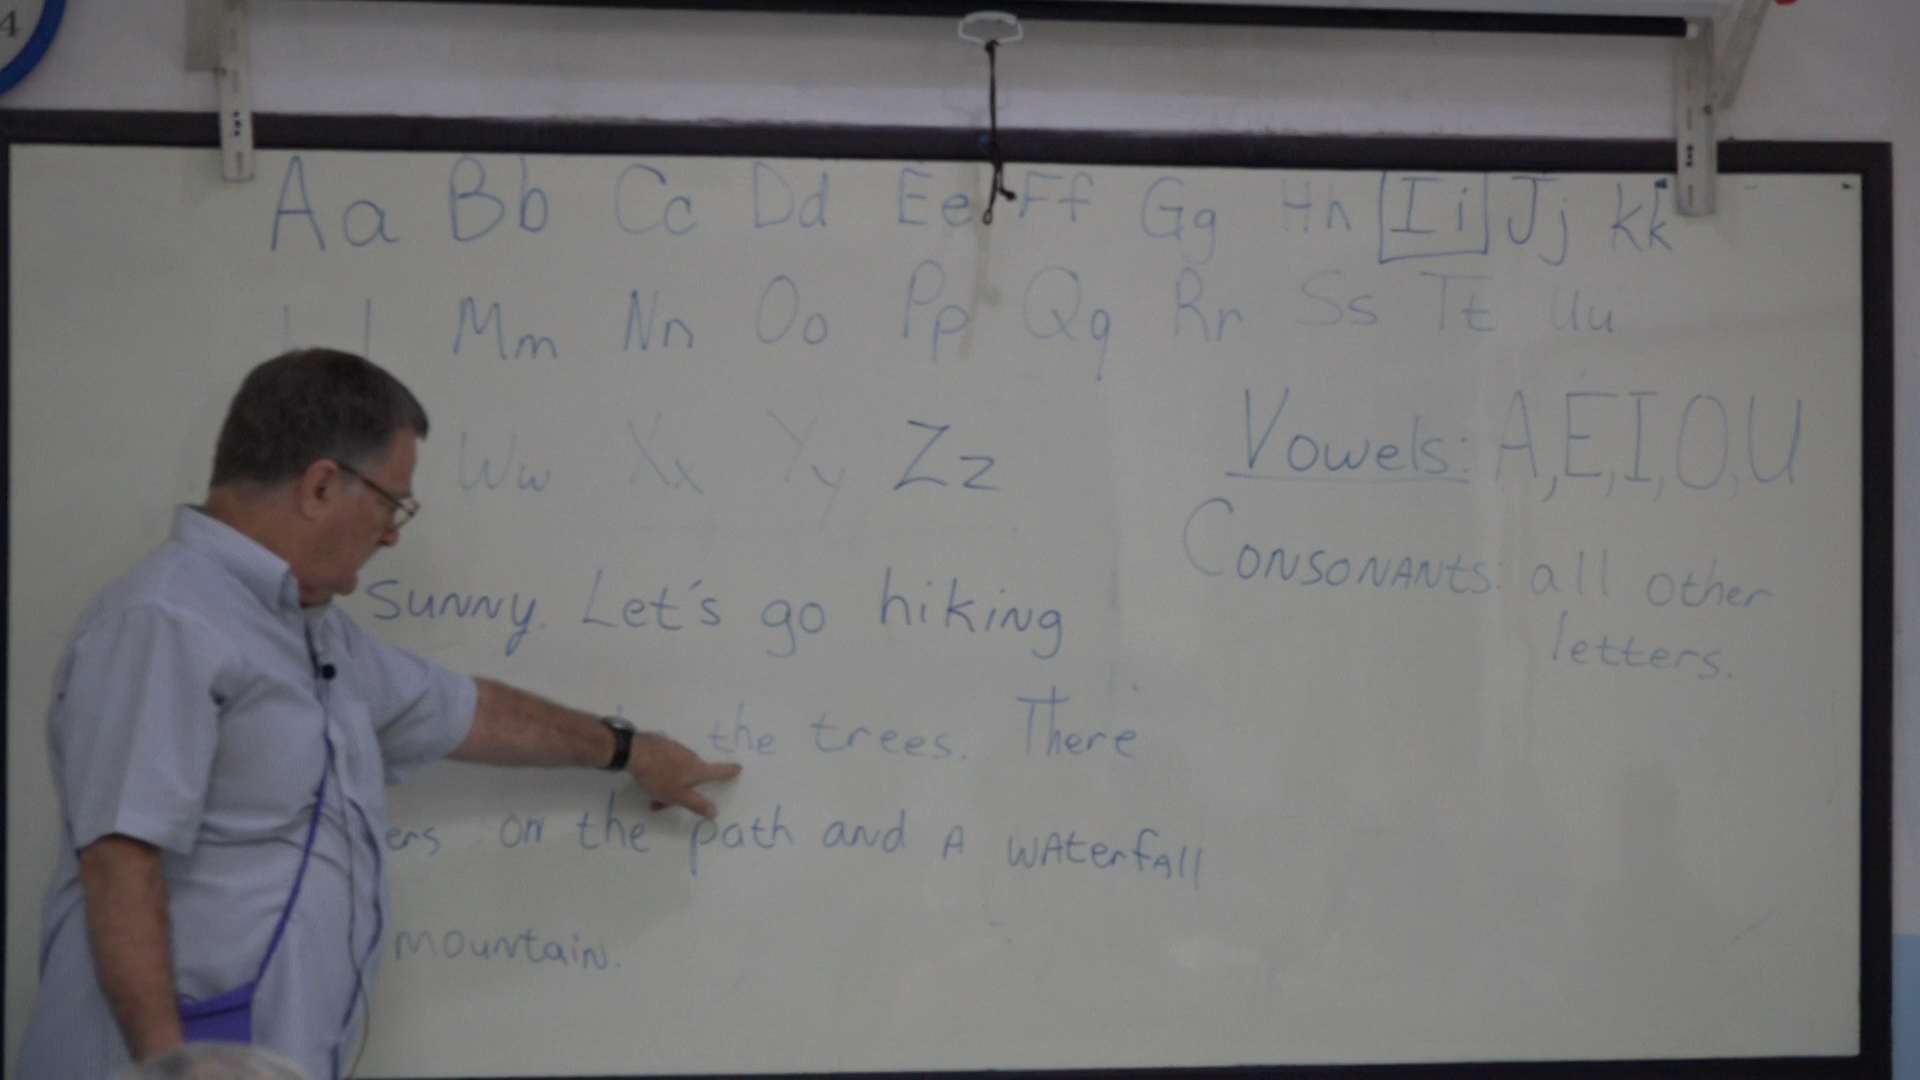 4
Aa Bb Cc Dd Ee Ff Gg Hh Ii Jj Kk
L l Mm Nn Oo Pp Qq Rr Ss Tt Uu
Ww Xx Yy Zz
Vowels: A, E, I, O, U
Consonants: all other
letters.
sunny. Let's go hiking
the trees. There
ers on the path and a waterfall
mountain.